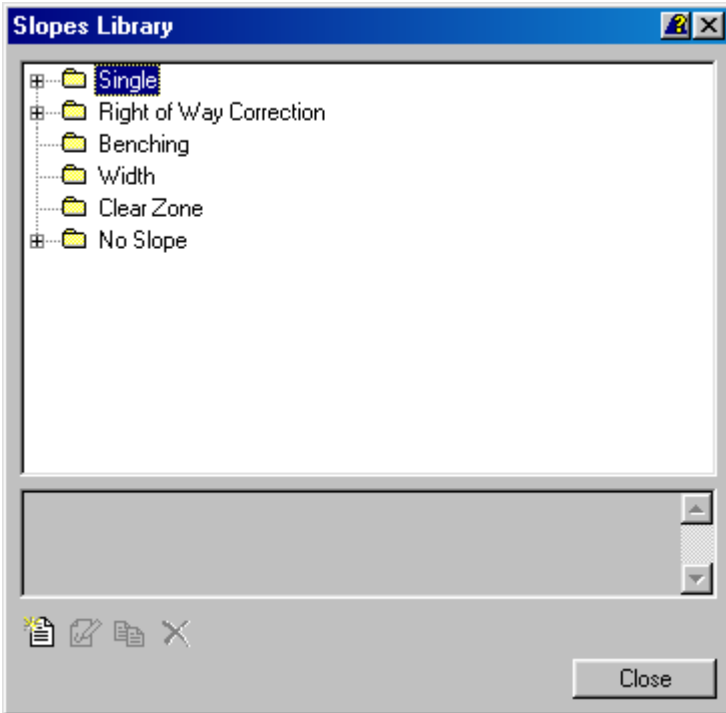 Slopes Library
Single
Right of Way Correction
Benching
Width
Clear Zone
No Slope
Close